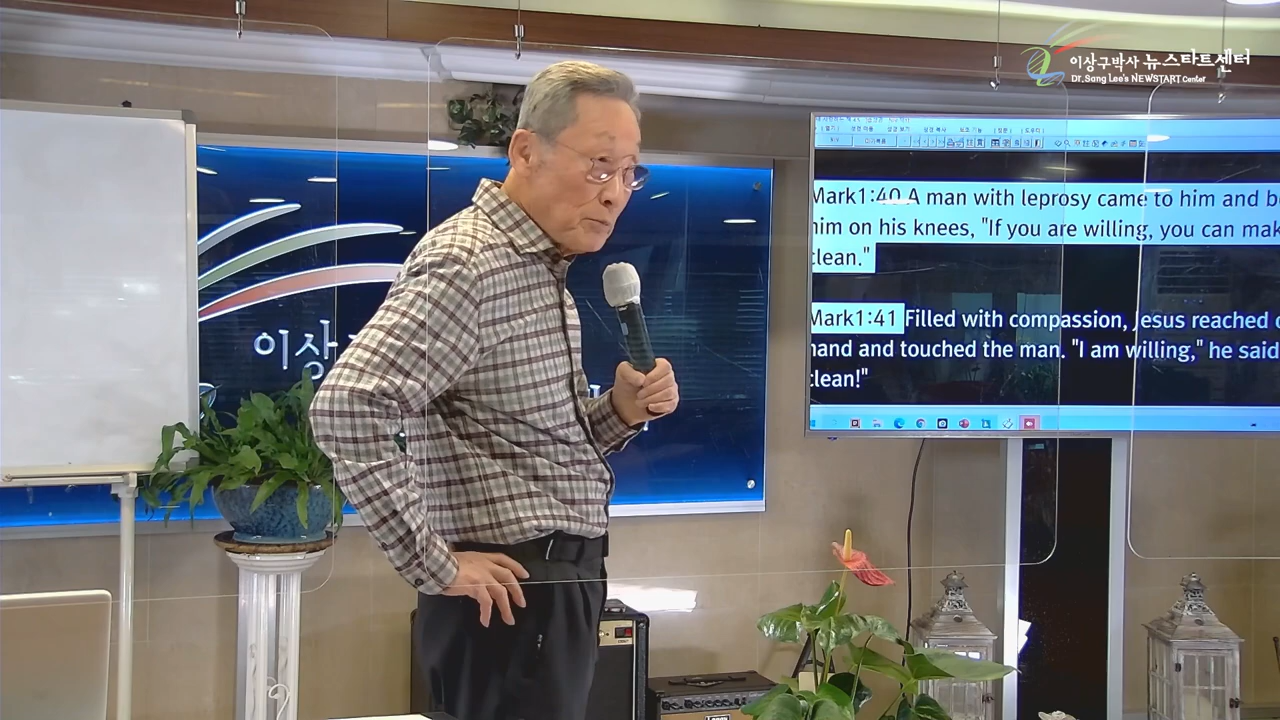 이상구박사 뉴스타트센터
Dr. Sang Lee's NEWSTART Center
Mark1:40 A man with leprosy came to him and b
him on his knees, "If you are willing, you can mak
clean."
Mark1:41 Filled with compassion, Jesus reached
hand and touched the man. "I am willing," he said
clean!"
이상